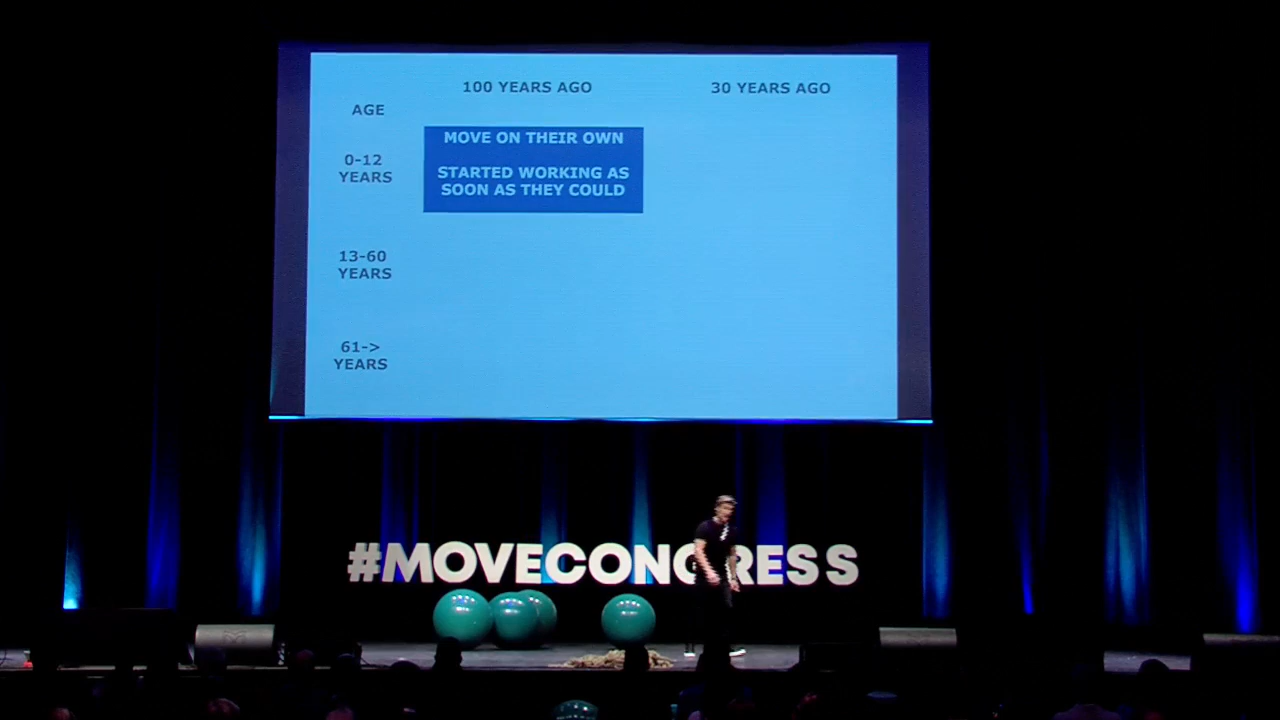 100 YEARS AGO
30 YEARS AGO
AGE
MOVE ON THEIR OWN
0-12
YEARS
STARTED WORKING AS
SOON AS THEY COULD
13-60
YEARS
61->
YEARS
#MOVECONGRESS